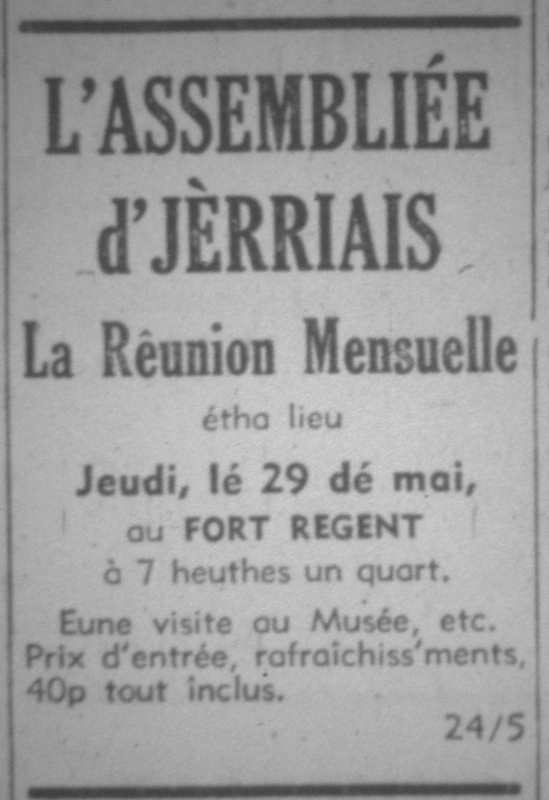 L'ASSEMBLIÉE
d'JÈRRIAIS
La Rêunion Mensuelle
étha lieu
Jeudi, lé 29 dé mai,
au FORT REGENT
à 7 heuthes un quart.
Eune visite au Musée, etc.
Prix d'entrée, rafraîchiss'ments,
40p tout înclus.
24/5